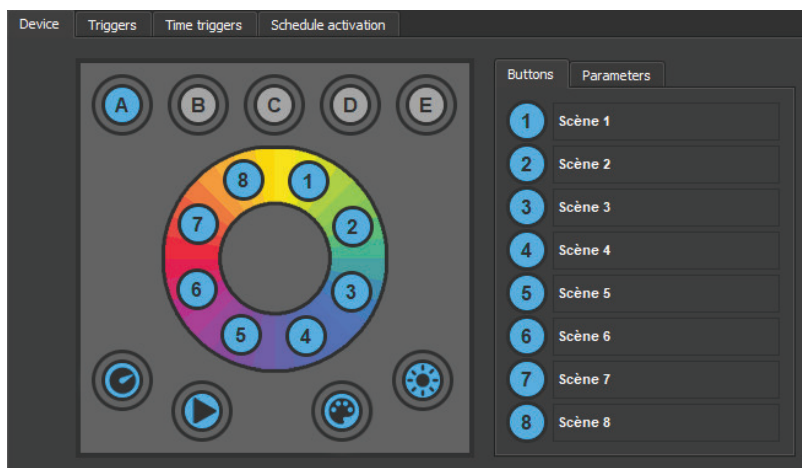 Device Triggers Time triggers Schedule activation
A B C D E
Buttons Parameters
8 1
7 2
6 3
5 4
1 Scène 1
2 Scène 2
3 Scène 3
4 Scène 4
5 Scène 5
6 Scène 6
7 Scène 7
8 Scène 8